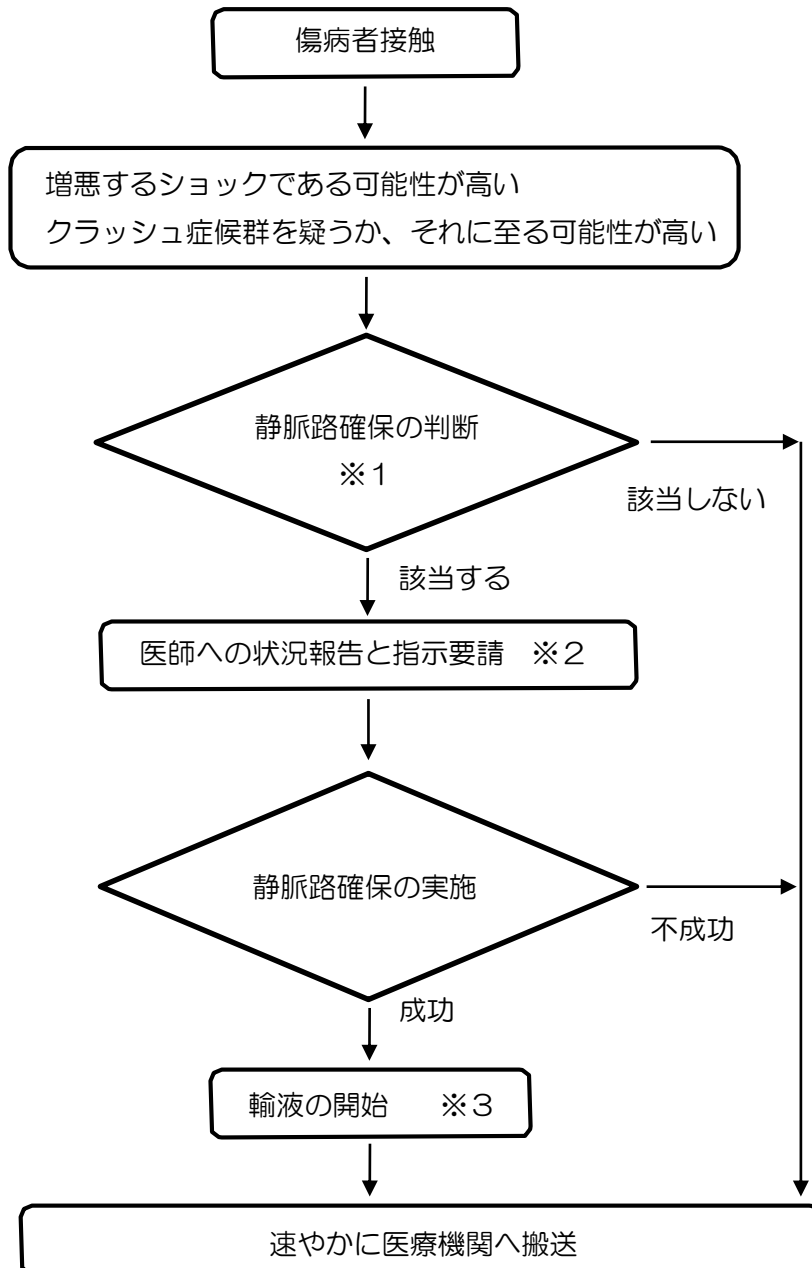 傷病者接触
増悪するショックである可能性が高い
クラッシュ症候群を疑うか、それに至る可能性が高い
静脈路確保の判断
※１
該当しない
該当する
医師への状況報告と指示要請　※２
静脈路確保の実施
不成功
成功
輸液の開始　　※３
速やかに医療機関へ搬送